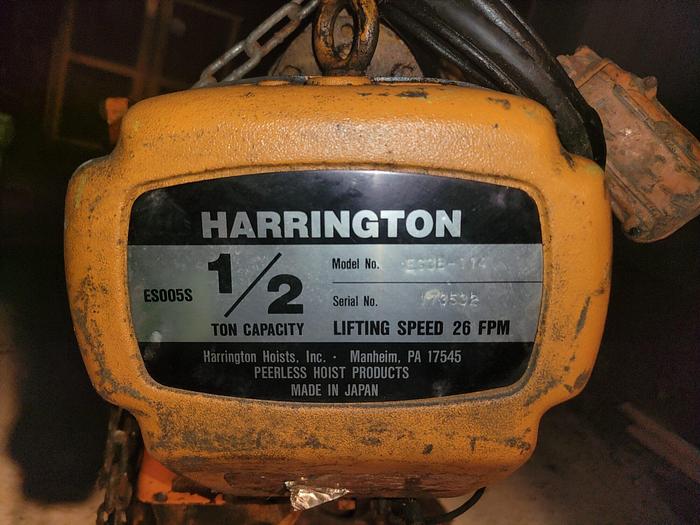 HARRINGTON
ES005S
1/2
TON CAPACITY
Model No.
Serial No. 173532
LIFTING SPEED 26 FPM
Harrington Hoists, Inc. · Manheim, PA 17545
PEERLESS HOIST PRODUCTS
MADE IN JAPAN